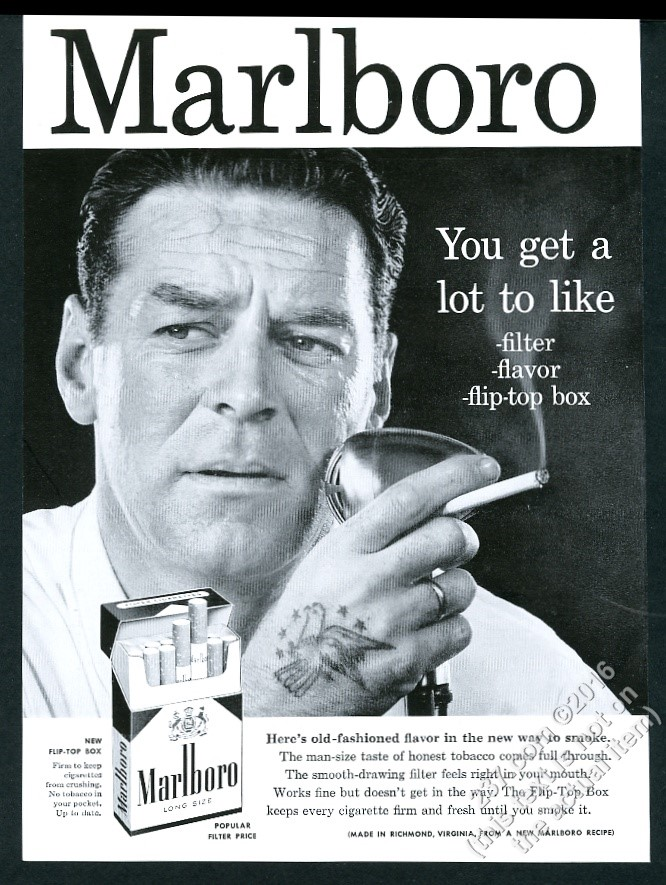 Marlboro
You get a
lot to like
-filter
-flavor
-flip-top box
NEW
FLIP-TOP BOX
Firm to keep
cigarettes
from crushing.
No tobacco in
your pocket.
Up to date.
Marlboro
Marlboro
LONG SIZE
POPULAR
FILTER PRICE
Here's old-fashioned flavor in the new way to smoke.
The man-size taste of honest tobacco comes full through.
The smooth-drawing filter feels right in your mouth.
Works fine but doesn't get in the way. The Flip-Top Box
keeps every cigarette firm and fresh until you smoke it.
(MADE IN RICHMOND, VIRGINIA, FROM A NEW MARLBORO RECIPE)
©2016
(this text is not on
the actual item)